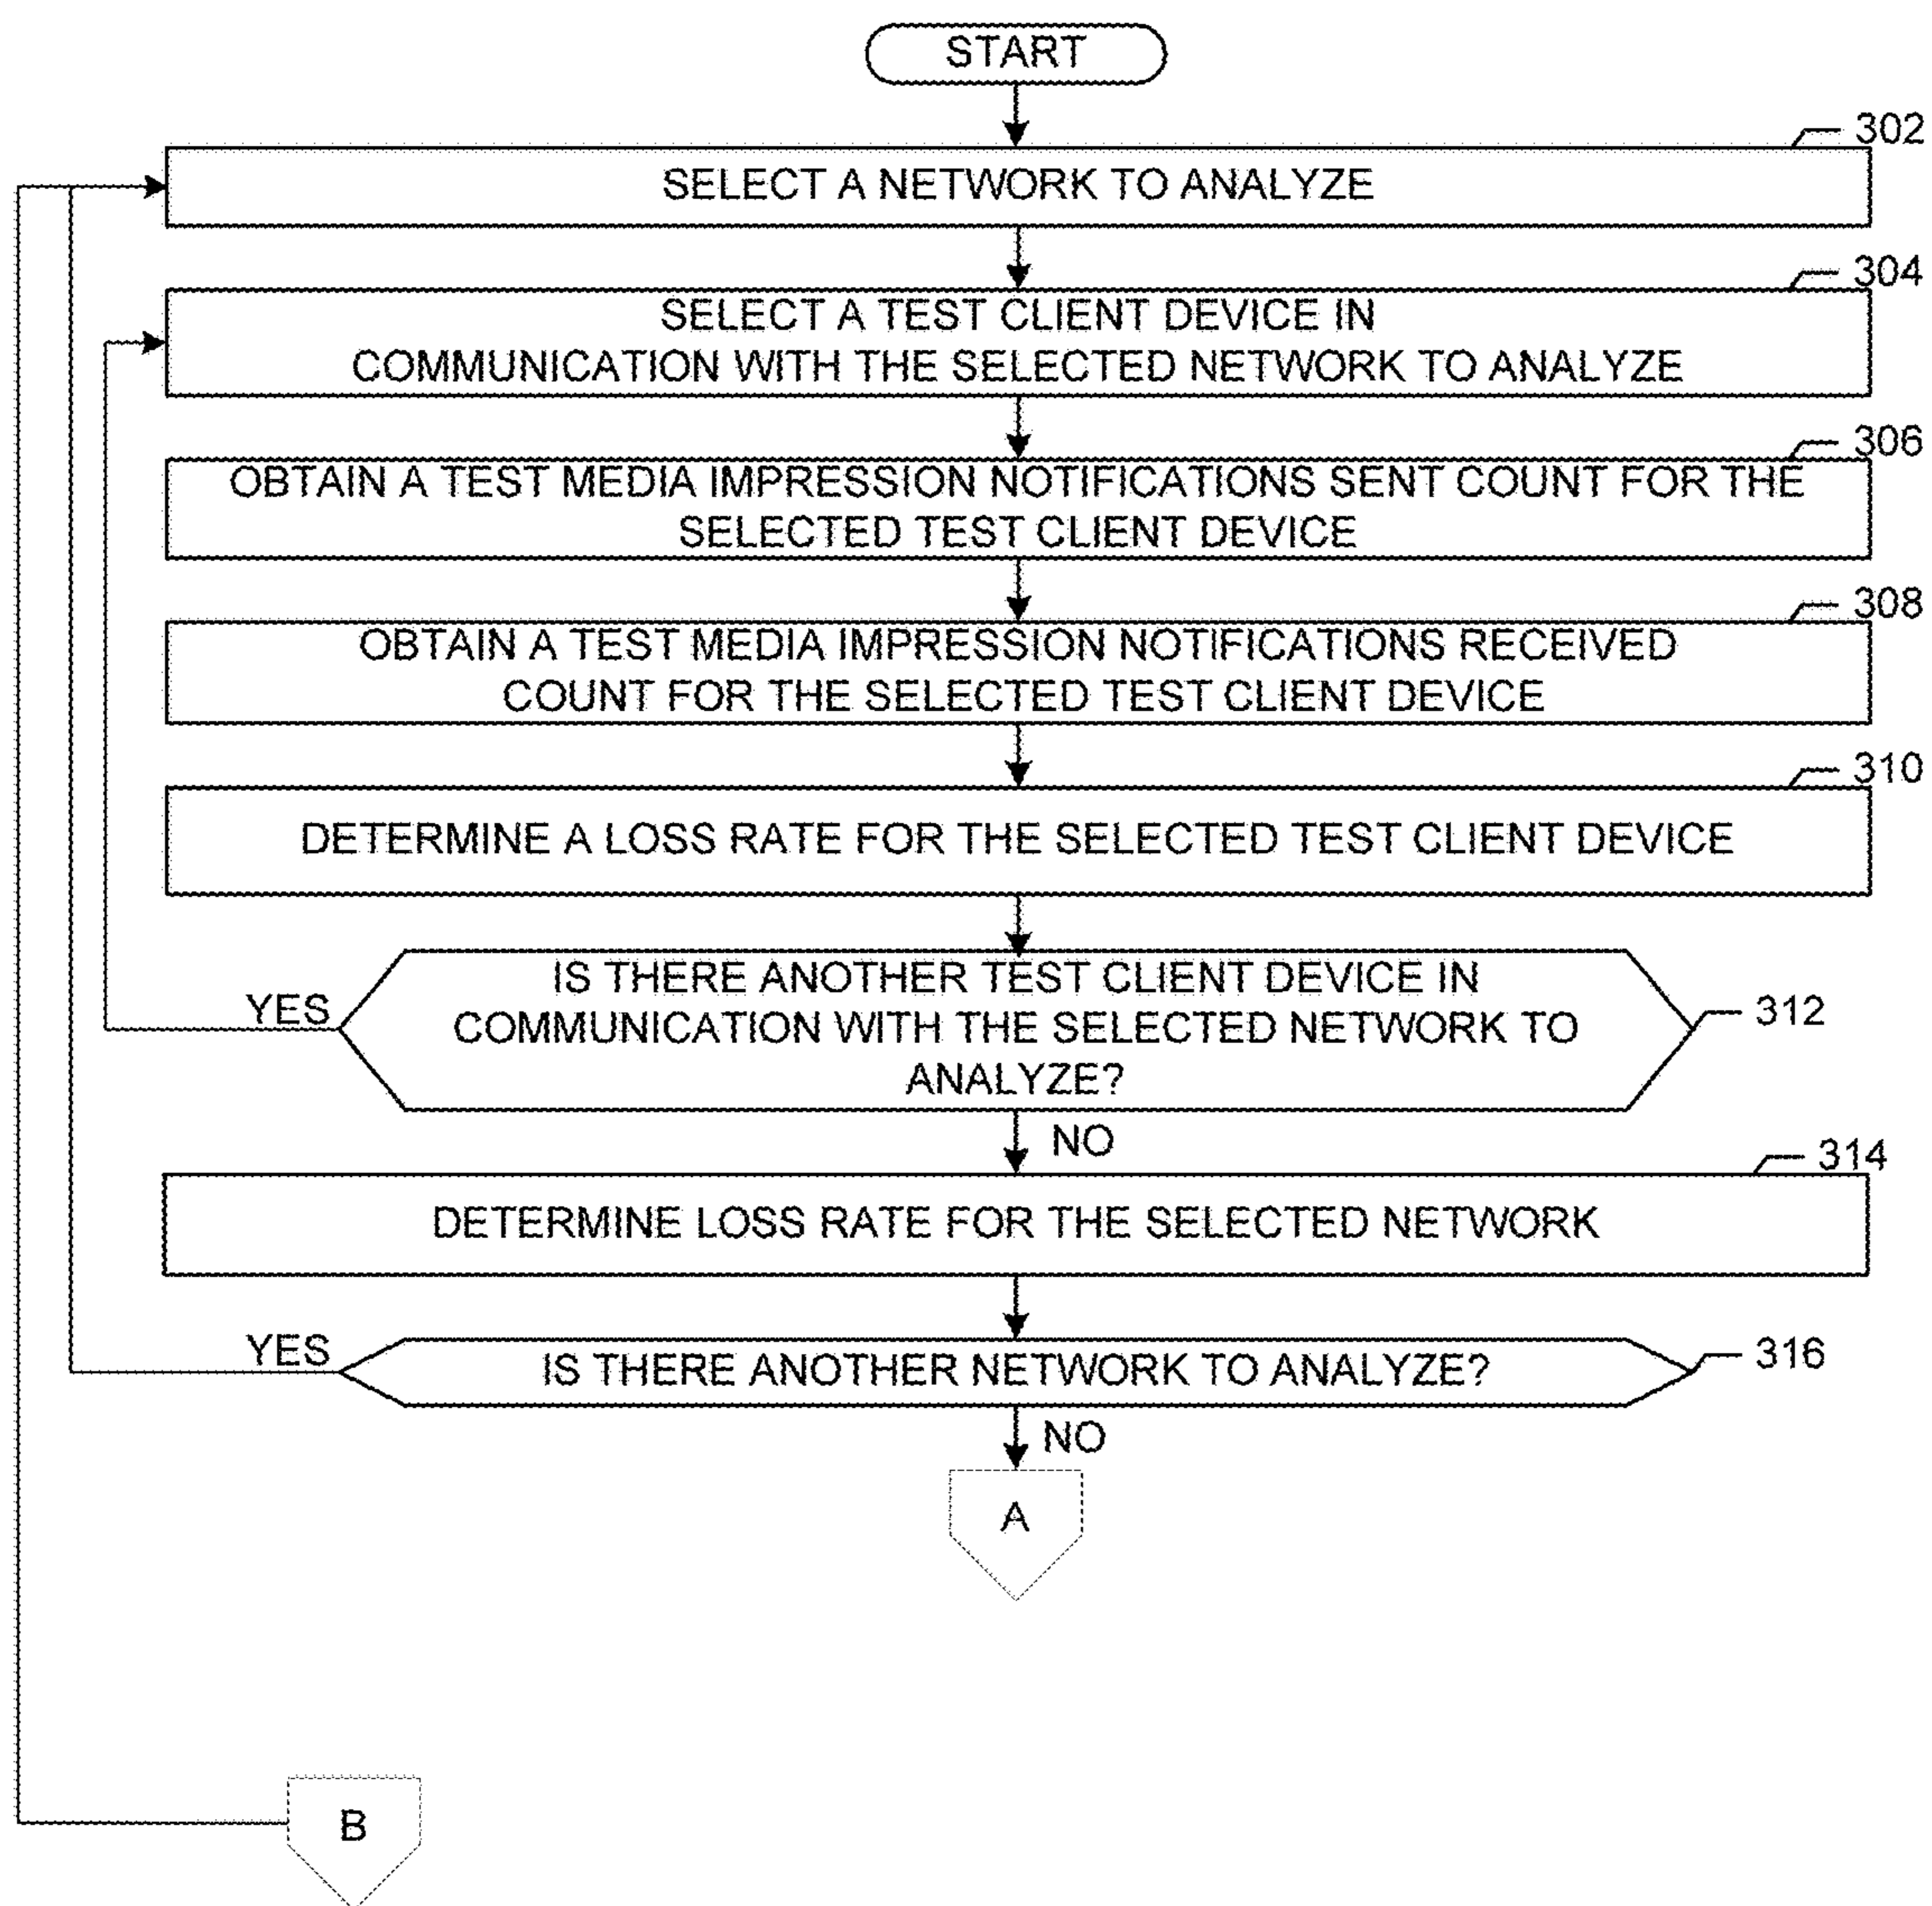 START
302
SELECT A NETWORK TO ANALYZE
304
SELECT A TEST CLIENT DEVICE IN
COMMUNICATION WITH THE SELECTED NETWORK TO ANALYZE
306
OBTAIN A TEST MEDIA IMPRESSION NOTIFICATIONS SENT COUNT FOR THE
SELECTED TEST CLIENT DEVICE
308
OBTAIN A TEST MEDIA IMPRESSION NOTIFICATIONS RECEIVED
COUNT FOR THE SELECTED TEST CLIENT DEVICE
310
DETERMINE A LOSS RATE FOR THE SELECTED TEST CLIENT DEVICE
IS THERE ANOTHER TEST CLIENT DEVICE IN
YES
COMMUNICATION WITH THE SELECTED NETWORK TO
312
ANALYZE?
NO
314
DETERMINE LOSS RATE FOR THE SELECTED NETWORK
YES
IS THERE ANOTHER NETWORK TO ANALYZE?
316
NO
A
B